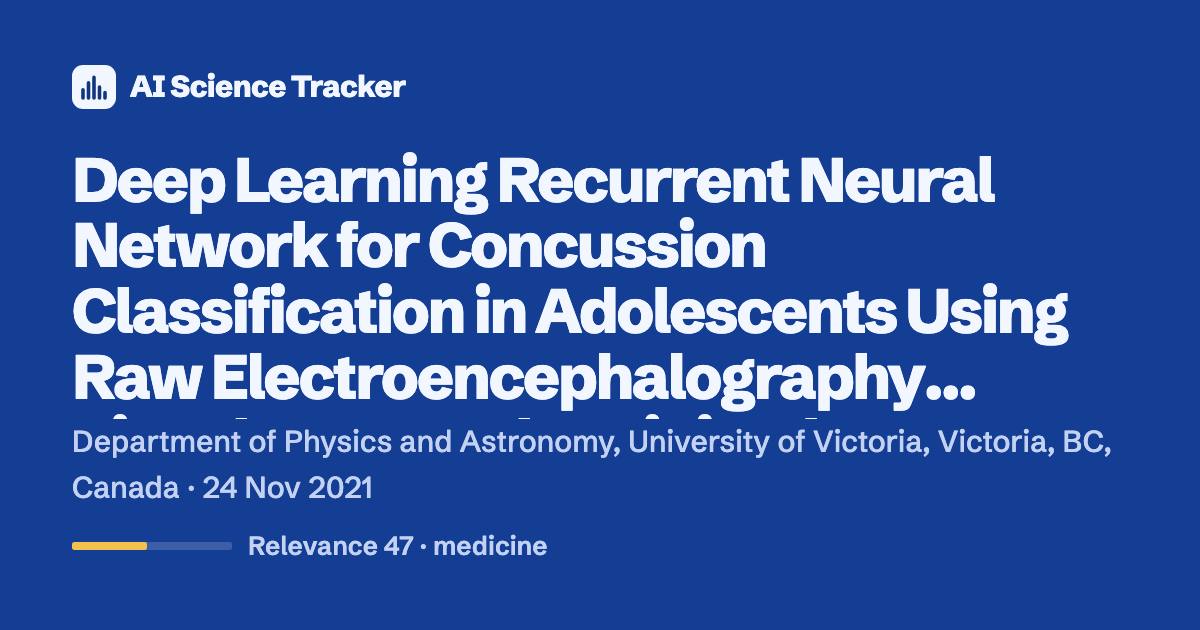 AI Science Tracker
Deep Learning Recurrent Neural
Network for Concussion
Classification in Adolescents Using
Raw Electroencephalography...
Department of Physics and Astronomy, University of Victoria, Victoria, BC,
Canada · 24 Nov 2021
Relevance 47 · medicine